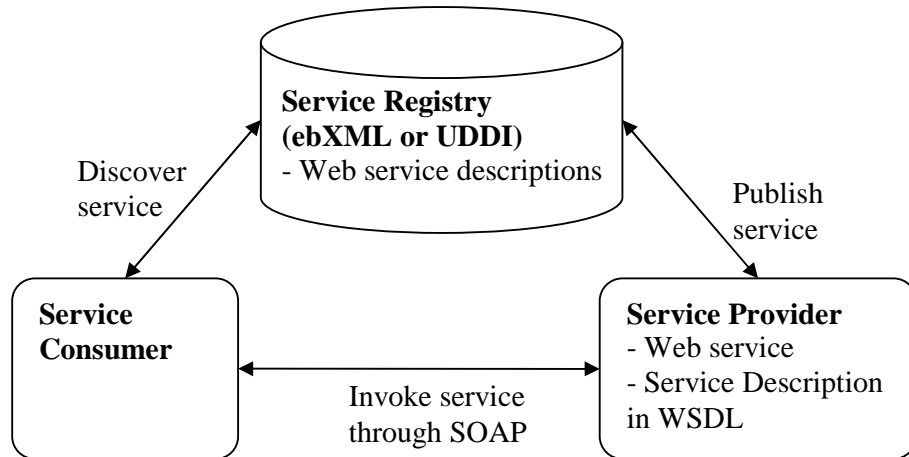 Service Registry
(ebXML or UDDI)
- Web service descriptions
Discover
service
Publish
service
Service
Consumer
Service Provider
- Web service
- Service Description
in WSDL
Invoke service
through SOAP